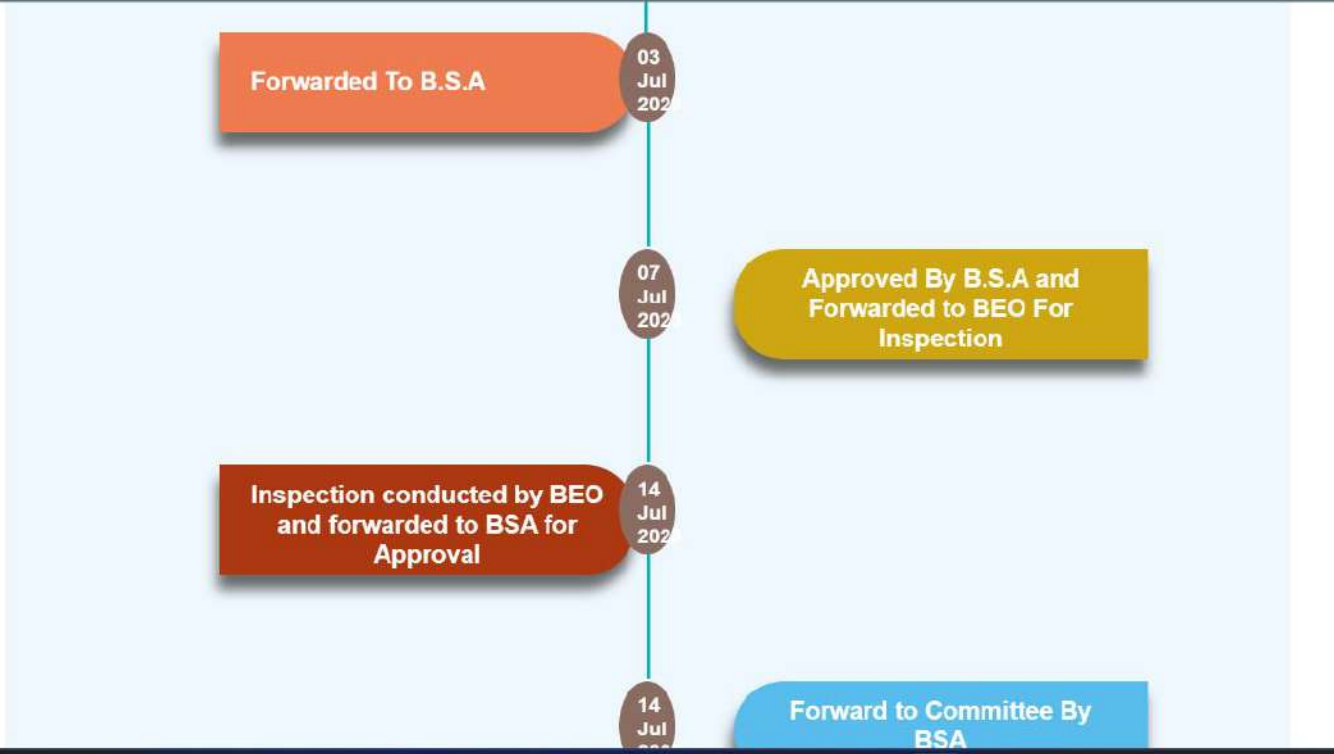 03
Jul
Forwarded To B.S.A
07
Jul
Approved By B.S.A and
Forwarded to BEO For
Inspection
14
Jul
Inspection conducted by BEO
and forwarded to BSA for
Approval
14
Jul
Forward to Committee By
BSA